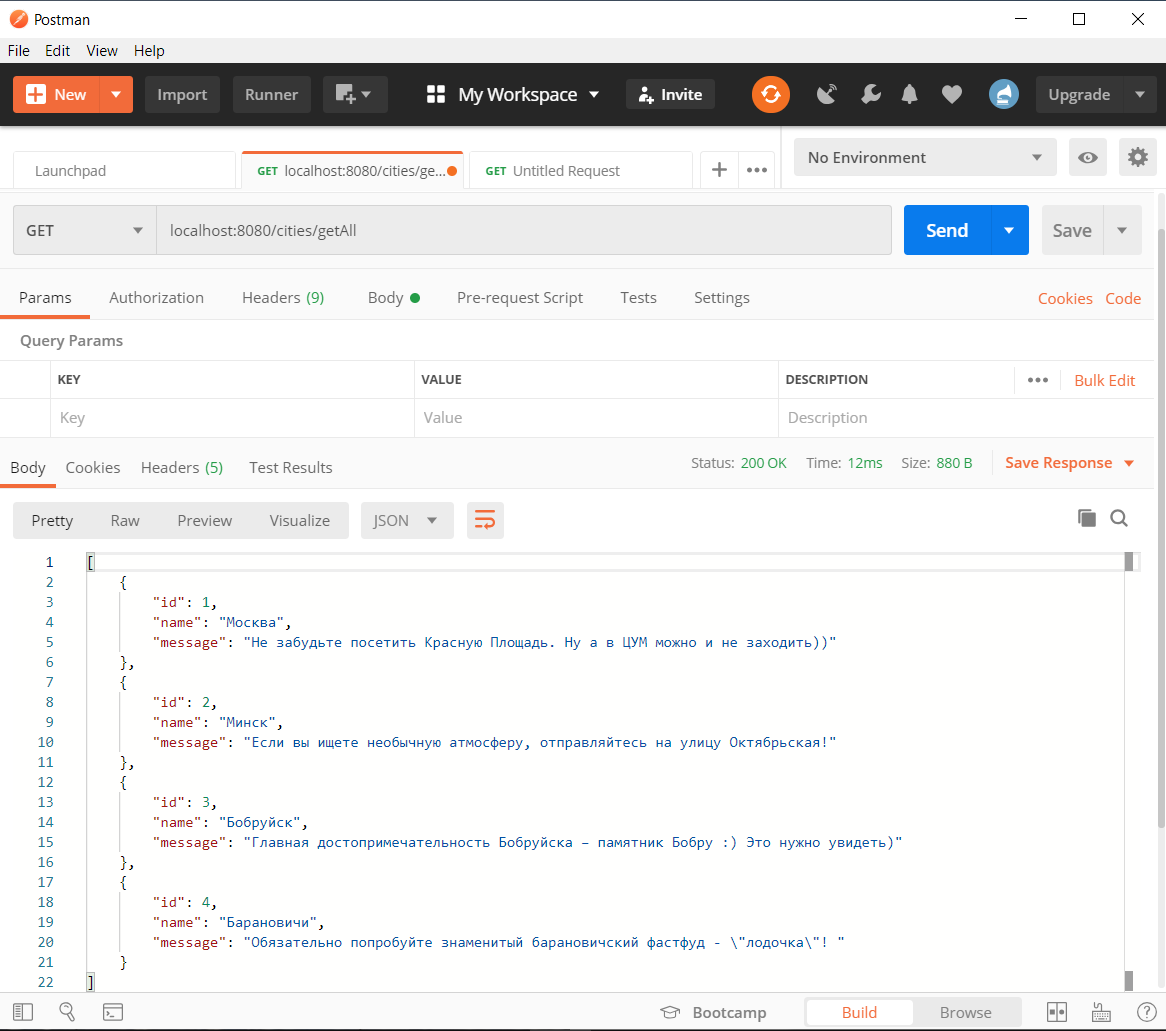 Postman
File Edit View Help
New Import Runner My Workspace Invite Upgrade
Launchpad GET localhost:8080/cities/ge... GET Untitled Request + ••• No Environment
GET localhost:8080/cities/getAll Send Save
Params Authorization Headers (9) Body Pre-request Script Tests Settings Cookies Code
Query Params
KEY VALUE DESCRIPTION ••• Bulk Edit
Key Value Description
Body Cookies Headers (5) Test Results Status: 200 OK Time: 12ms Size: 880 B Save Response
Pretty Raw Preview Visualize JSON
1 [
2 {
3 "id": 1,
4 "name": "Москва",
5 "message": "Не забудьте посетить Красную Площадь. Ну а в ЦУМ можно и не заходить))"
6 },
7 {
8 "id": 2,
9 "name": "Минск",
10 "message": "Если вы ищете необычную атмосферу, отправляйтесь на улицу Октябрьская!"
11 },
12 {
13 "id": 3,
14 "name": "Бобруйск",
15 "message": "Главная достопримечательность Бобруйска – памятник Бобру :) Это нужно увидеть)"
16 },
17 {
18 "id": 4,
19 "name": "Барановичи",
20 "message": "Обязательно попробуйте знаменитый барановичский фастфуд - \"лодочка\"! "
21 }
22 ]
Bootcamp Build Browse